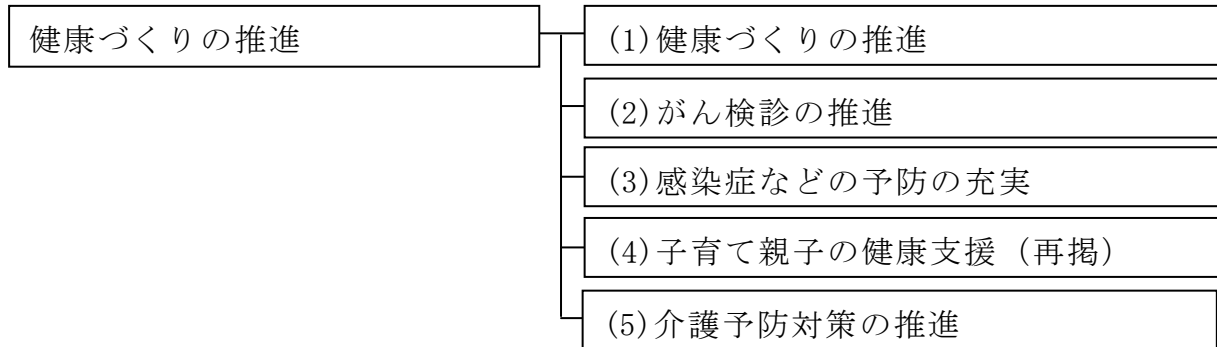 健康づくりの推進
(1)健康づくりの推進
(2)がん検診の推進
(3)感染症などの予防の充実
(4)子育て親子の健康支援（再掲）
(5)介護予防対策の推進